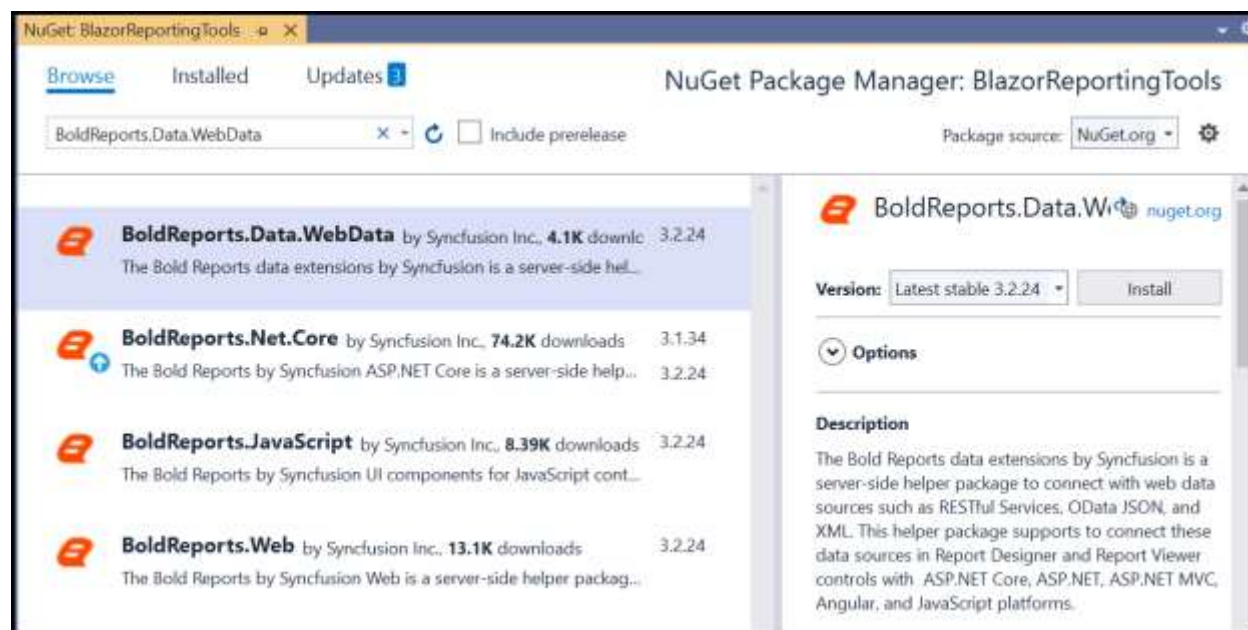 NuGet: BlazorReportingTools
Browse Installed Updates 3
NuGet Package Manager: BlazorReportingTools
BoldReports.Data.WebData
Include prerelease
Package source: NuGet.org
BoldReports.Data.WebData by Syncfusion Inc., 4.1K downlc 3.2.24
The Bold Reports data extensions by Syncfusion is a server-side hel...
BoldReports.Net.Core by Syncfusion Inc., 74.2K downloads 3.1.34
The Bold Reports by Syncfusion ASP.NET Core is a server-side help... 3.2.24
BoldReports.JavaScript by Syncfusion Inc., 8.39K downloads 3.2.24
The Bold Reports by Syncfusion UI components for JavaScript cont...
BoldReports.Web by Syncfusion Inc., 13.1K downloads 3.2.24
The Bold Reports by Syncfusion Web is a server-side helper packag...
BoldReports.Data.W nuget.org
Version: Latest stable 3.2.24 Install
Options
Description
The Bold Reports data extensions by Syncfusion is a
server-side helper package to connect with web data
sources such as RESTful Services, OData JSON, and
XML. This helper package supports to connect these
data sources in Report Designer and Report Viewer
controls with ASP.NET Core, ASP.NET, ASP.NET MVC,
Angular, and JavaScript platforms.